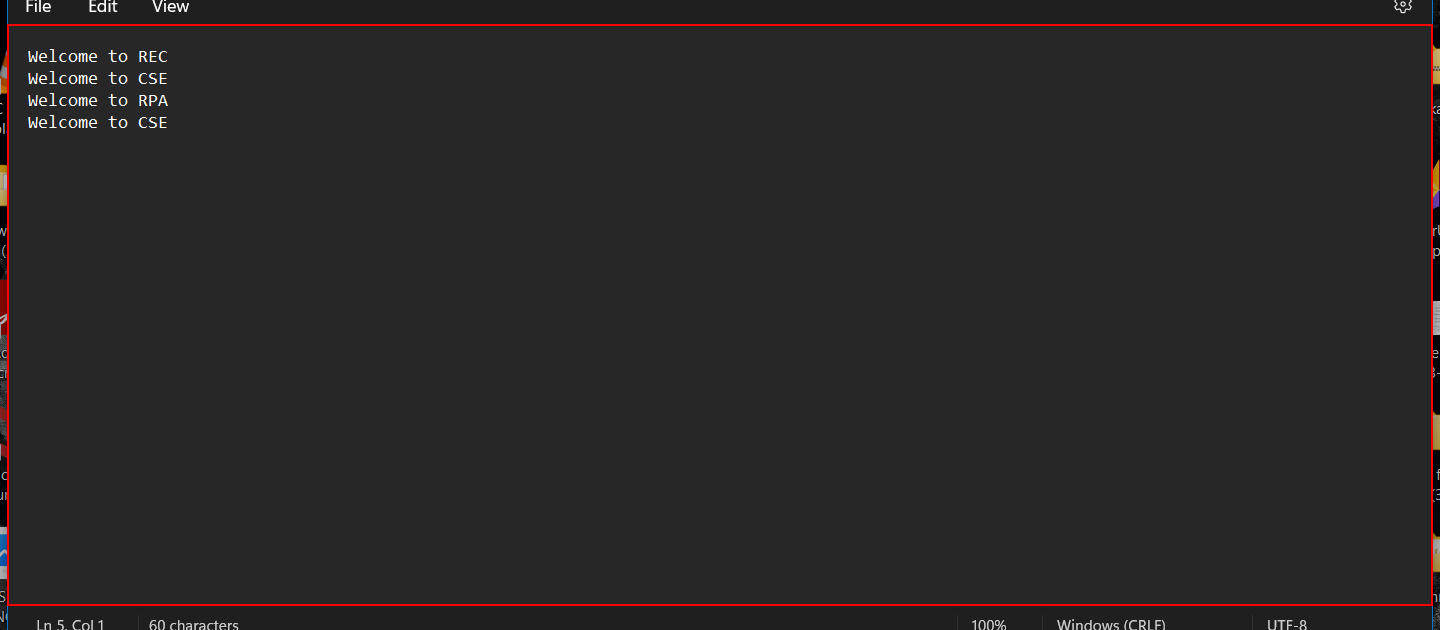 File Edit View
Welcome to REC
Welcome to CSE
Welcome to RPA
Welcome to CSE
Ln 5, Col 1 60 characters 100% Windows (CRLF) UTF-8